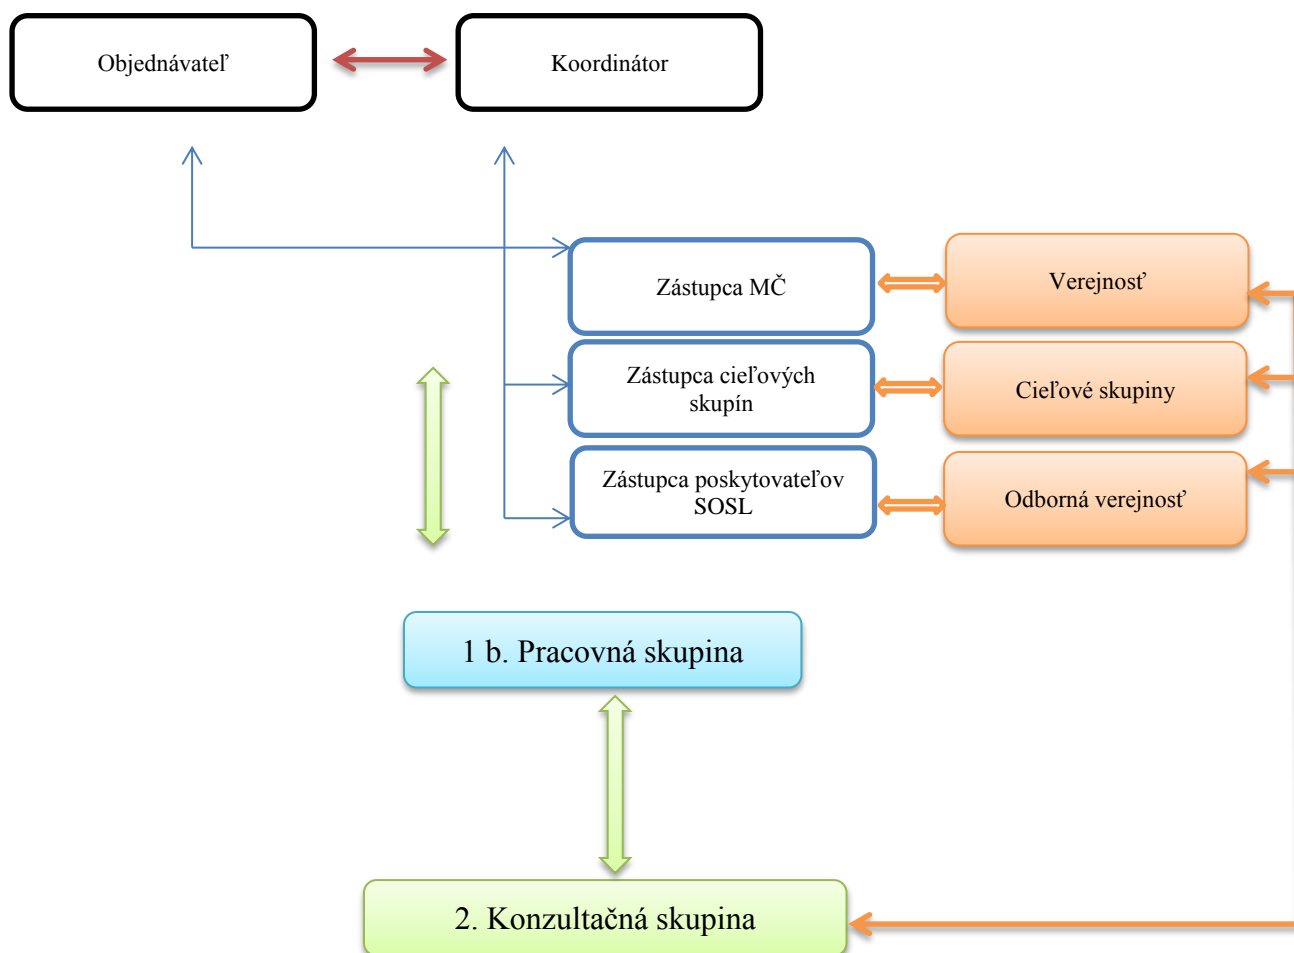 Objednávateľ
Koordinátor
Zástupca MČ
Verejnosť
Zástupca cieľových
skupín
Cieľové skupiny
Zástupca poskytovateľov
SOSL
Odborná verejnosť
1 b. Pracovná skupina
2. Konzultačná skupina